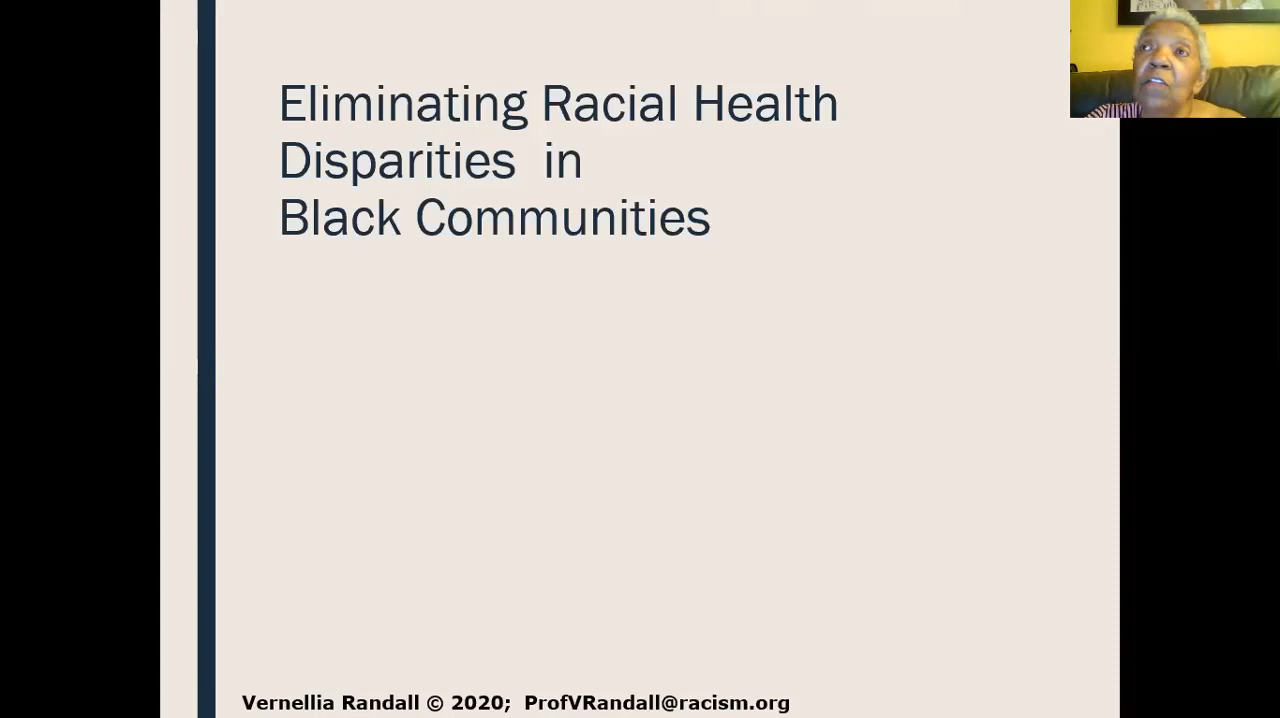 Eliminating Racial Health
Disparities  in
Black Communities
Vernellia Randall © 2020;  ProfVRandall@racism.org